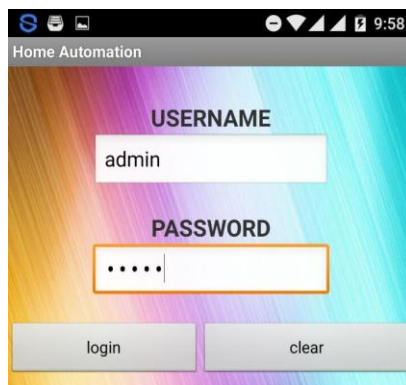 9:58
Home Automation
USERNAME
admin
PASSWORD
•••••
login clear